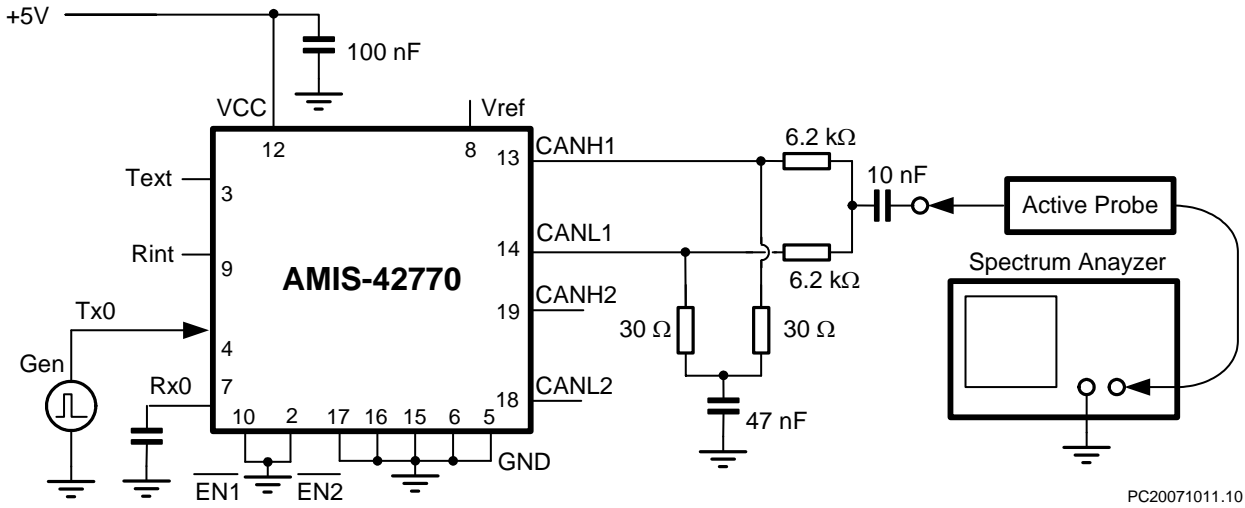 +5V
100 nF
VCC
Vref
12
8
13
CANH1
6.2 kΩ
10 nF
Text
3
Active Probe
14
CANL1
6.2 kΩ
Spectrum Anayzer
Rint
9
AMIS-42770
19
CANH2
Tx0
4
30 Ω
30 Ω
Gen
Rx0
7
18
CANL2
10
2
17
16
15
6
5
47 nF
GND
EN1
EN2
PC20071011.10